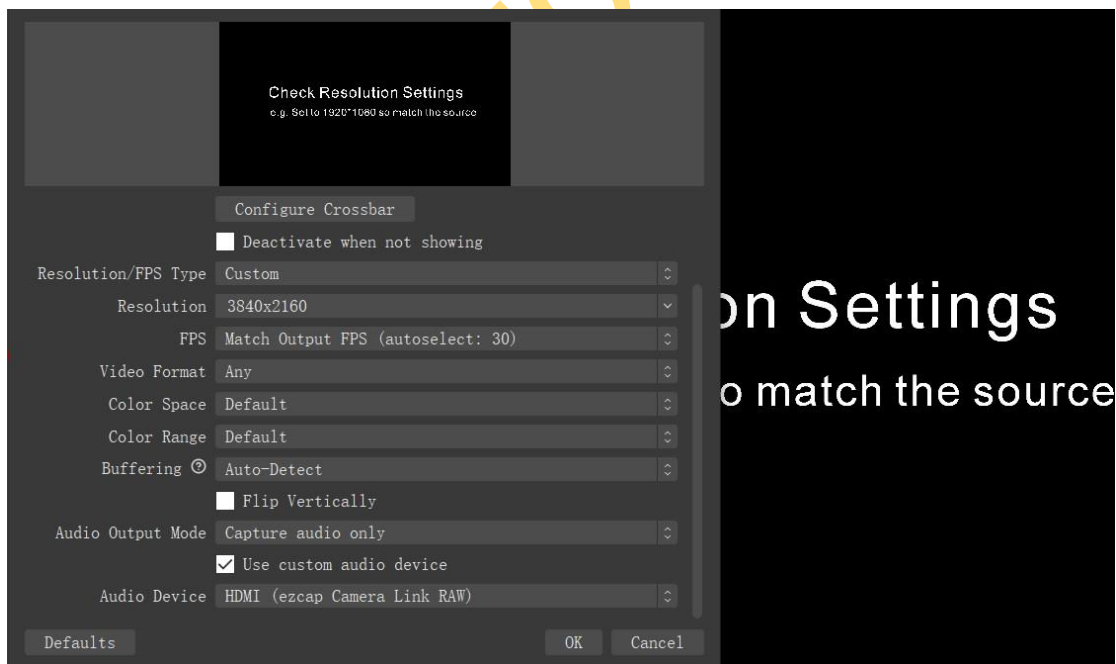 Check Resolution Settings
e.g. Set to 1920*1080 so match the source
Configure Crossbar
Deactivate when not showing
Resolution/FPS Type Custom
Resolution 3840x2160
FPS Match Output FPS (autoselect: 30)
Video Format Any
Color Space Default
Color Range Default
Buffering Auto-Detect
Flip Vertically
Audio Output Mode Capture audio only
Use custom audio device
Audio Device HDMI (ezcap Camera Link RAW)
Defaults OK Cancel
on Settings
o match the source